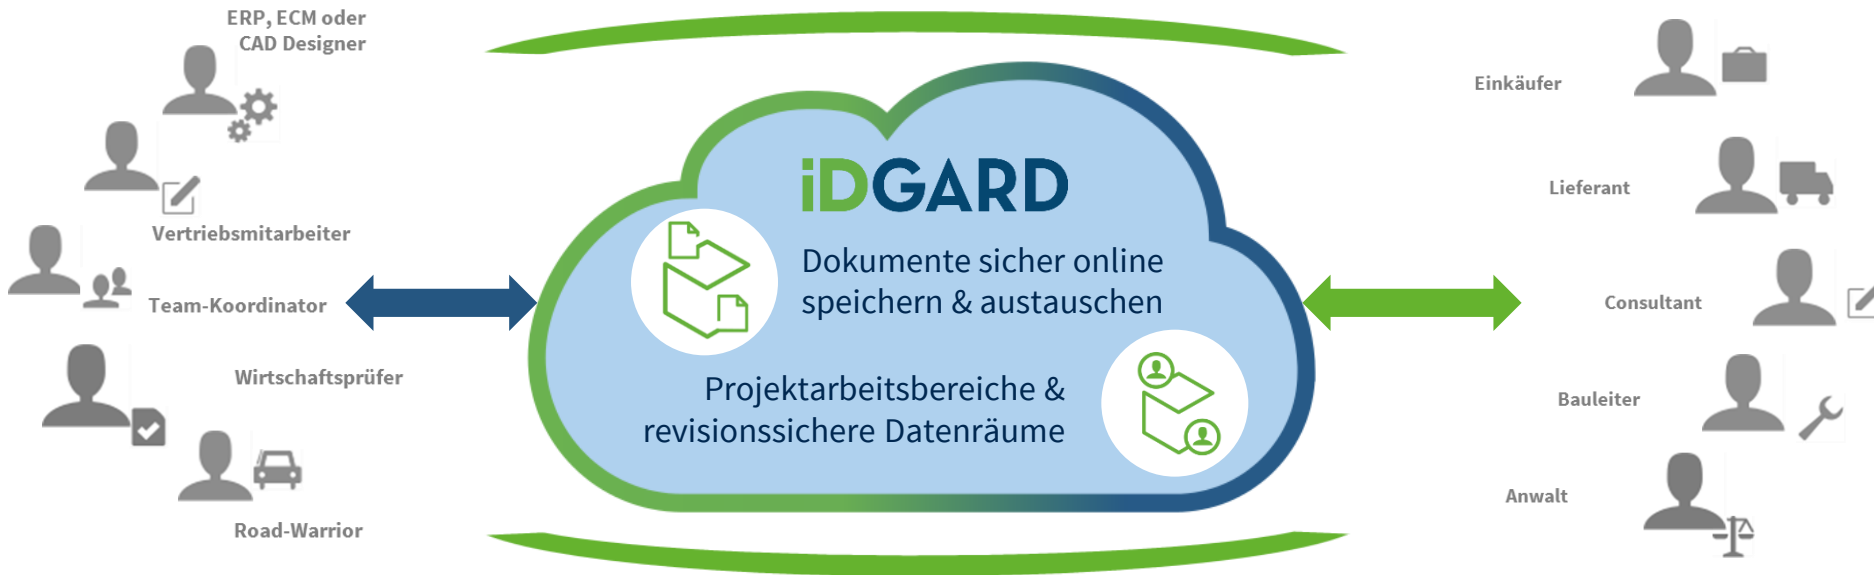 ERP, ECM oder
CAD Designer
Vertriebsmitarbeiter
Team-Koordinator
Wirtschaftsprüfer
Road-Warrior
iDGARD
Dokumente sicher online
speichern & austauschen
Projektarbeitsbereiche &
revisionssichere Datenräume
Einkäufer
Lieferant
Consultant
Bauleiter
Anwalt